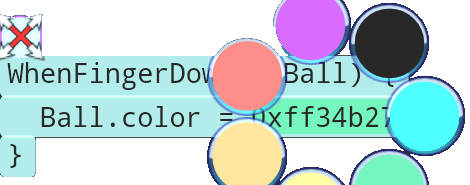 WhenFingerDow Ball) {
Ball.color = 0xff34b27
}